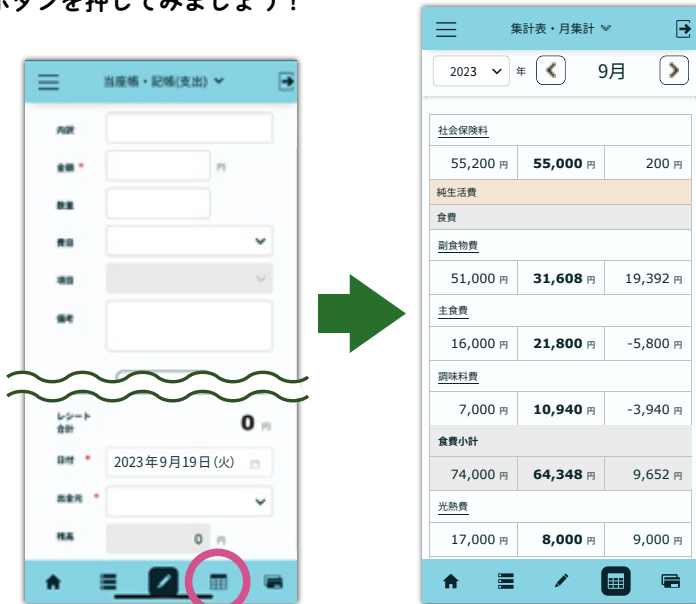 ボタンを押してみましょう！
当座帳・記帳(支出)
内訳
金額 *
円
数量
費目
項目
備考
レシート
合計
0 円
日付 *
2023年9月19日(火)
出金元 *
残高
0 円
集計表・月集計
2023 年 9月
社会保険料
55,200 円 55,000 円 200 円
純生活費
食費
副食物費
51,000 円 31,608 円 19,392 円
主食費
16,000 円 21,800 円 -5,800 円
調味料費
7,000 円 10,940 円 -3,940 円
食費小計
74,000 円 64,348 円 9,652 円
光熱費
17,000 円 8,000 円 9,000 円